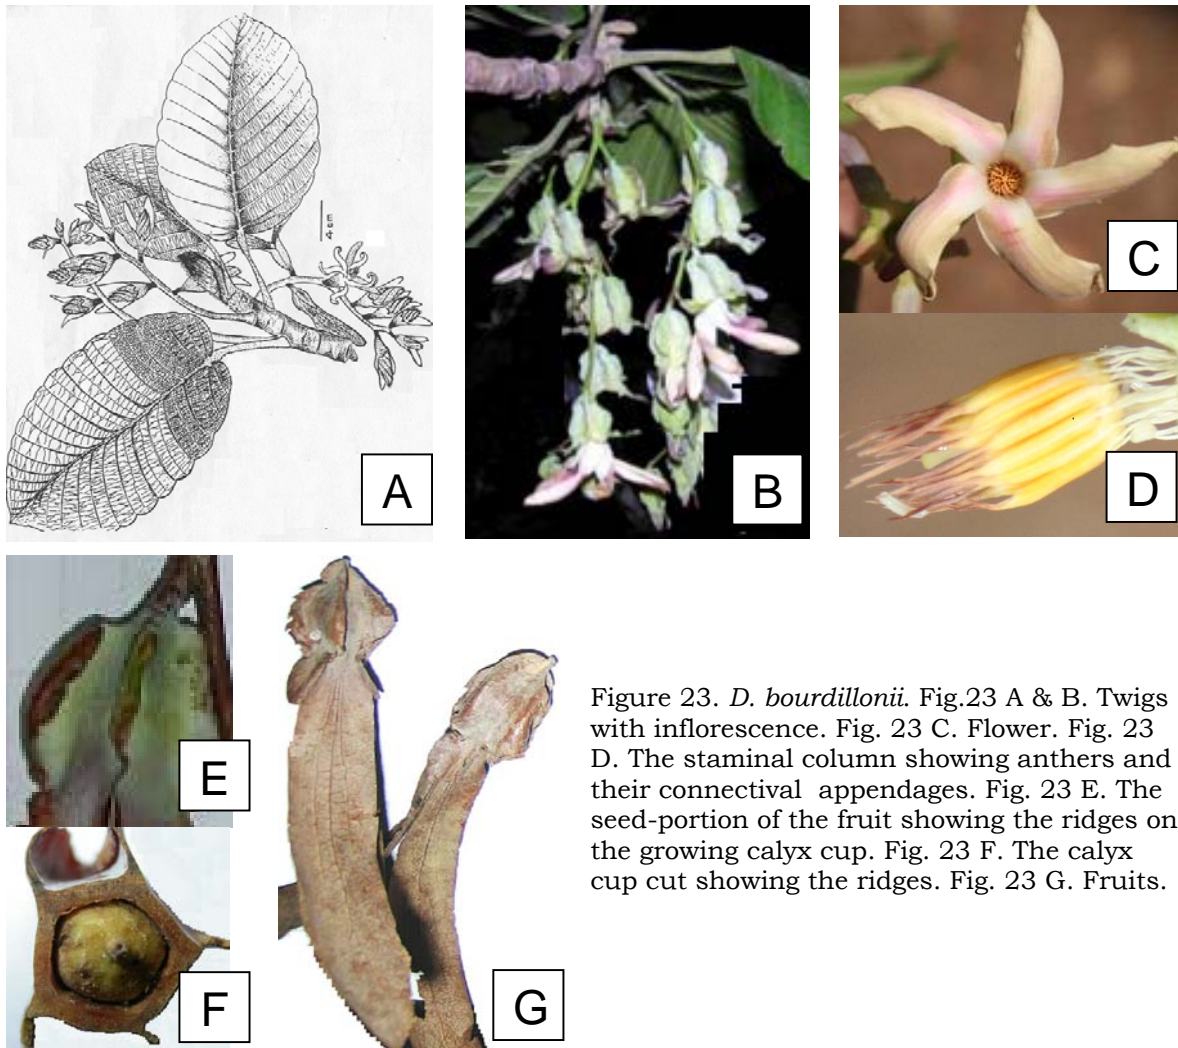 4 cm
A
B
C
D
E
F
G
Figure 23. D. bourdillonii. Fig.23 A & B. Twigs
with inflorescence. Fig. 23 C. Flower. Fig. 23
D. The staminal column showing anthers and
their connectival appendages. Fig. 23 E. The
seed-portion of the fruit showing the ridges on
the growing calyx cup. Fig. 23 F. The calyx
cup cut showing the ridges. Fig. 23 G. Fruits.